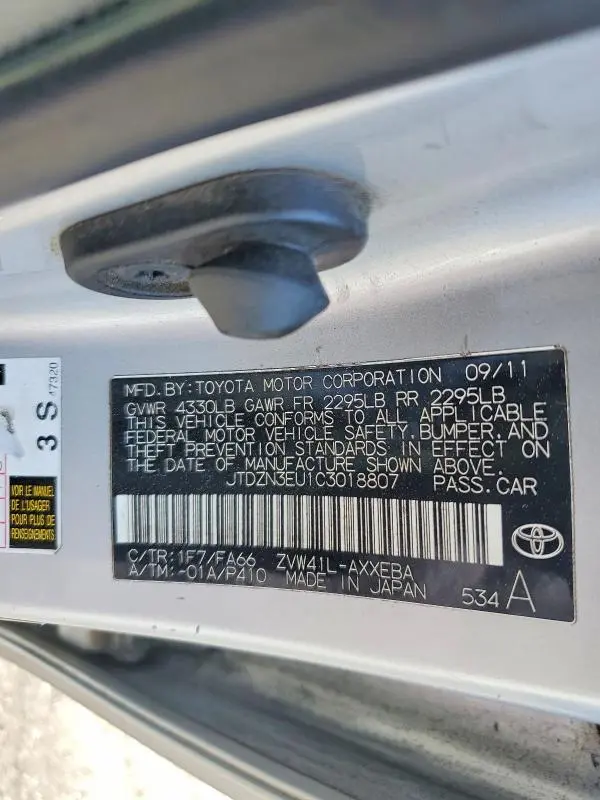 MFD. BY: TOYOTA MOTOR CORPORATION 09/11
GVWR 4330LB GAWR FR 2295LB RR 2295LB
THIS VEHICLE CONFORMS TO ALL APPLICABLE
FEDERAL MOTOR VEHICLE SAFETY, BUMPER, AND
THEFT PREVENTION STANDARDS IN EFFECT ON
THE DATE OF MANUFACTURE SHOWN ABOVE.
JTDZN3EU1C3018807 PASS. CAR
C/TR: 1F7/FA66 ZVW41L-AXXEBA
A/TM: -01A/P410 MADE IN JAPAN 534 A
3 S 47320
VOIR LE MANUEL
DE L'USAGER
POUR PLUS DE
RENSEIGNEMENTS